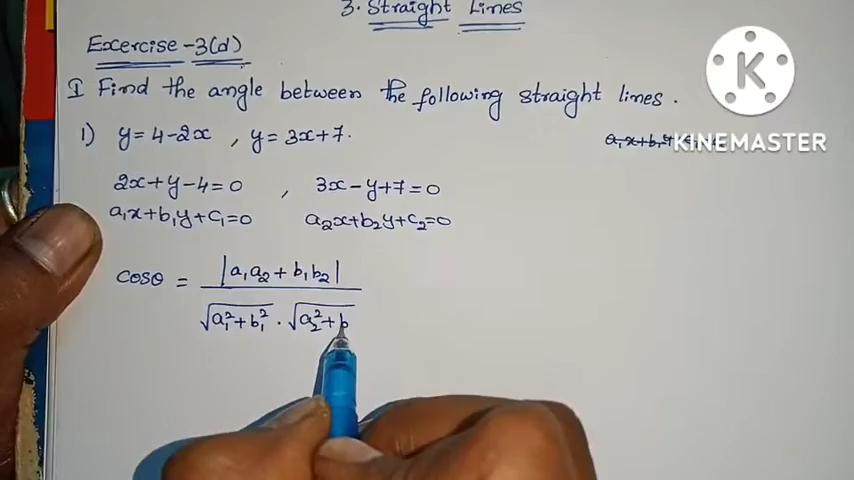 3. Straight Lines
Exercise - 3(d)
I Find the angle between the following straight lines.
1) y = 4-2x , y = 3x+7.
2x+y-4=0 , 3x-y+7=0
a₁x+b₁y+c₁=0 a₂x+b₂y+c₂=0
cosθ = |a₁a₂ + b₁b₂|
√a₁²+b₁² . √a₂²+b
K
KINEMASTER